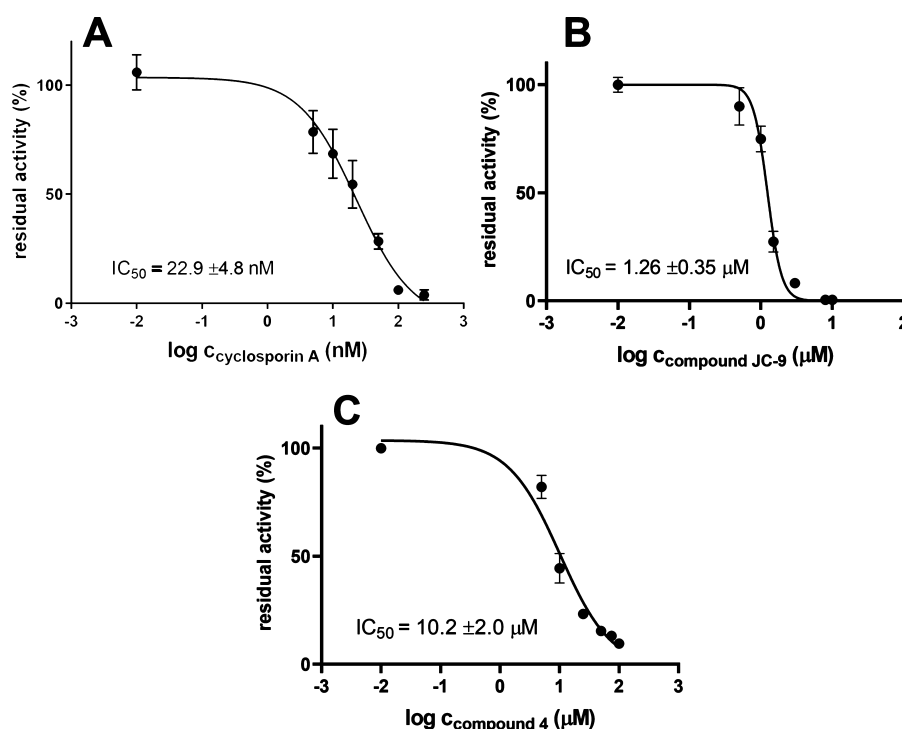 A
residual activity (%)
100
50
0
IC50 = 22.9 ±4.8 nM
-3 -2 -1 0 1 2 3
log ccyclosporin A (nM)
B
residual activity (%)
100
50
0
IC50 = 1.26 ±0.35 µM
-3 -2 -1 0 1 2
log ccompound JC-9 (µM)
C
residual activity (%)
100
50
0
IC50 = 10.2 ±2.0 µM
-3 -2 -1 0 1 2 3
log ccompound 4 (µM)